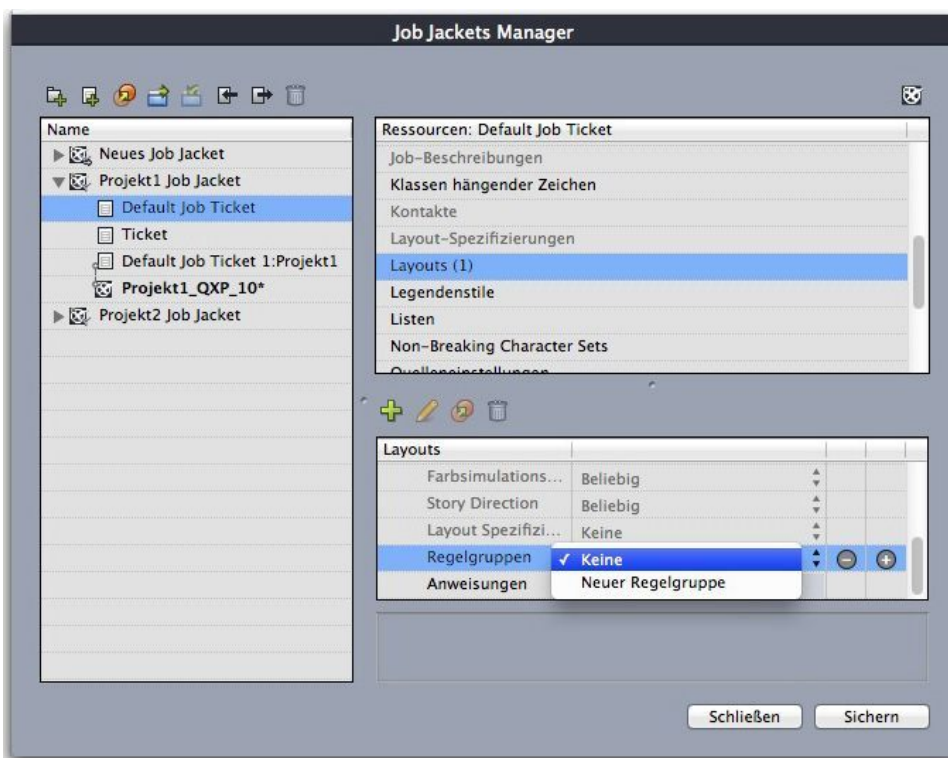 Job Jackets Manager
Name
Neues Job Jacket
Projekt1 Job Jacket
Default Job Ticket
Ticket
Default Job Ticket 1:Projekt1
Projekt1_QXP_10*
Projekt2 Job Jacket
Ressourcen: Default Job Ticket
Job-Beschreibungen
Klassen hängender Zeichen
Kontakte
Layout-Spezifizierungen
Layouts (1)
Legendenstile
Listen
Non-Breaking Character Sets
Quelleneinstellungen
Layouts
Farbsimulations... Beliebig
Story Direction Beliebig
Layout Spezifizi... Keine
Regelgruppen ✓ Keine
Anweisungen Neuer Regelgruppe
Schließen Sichern